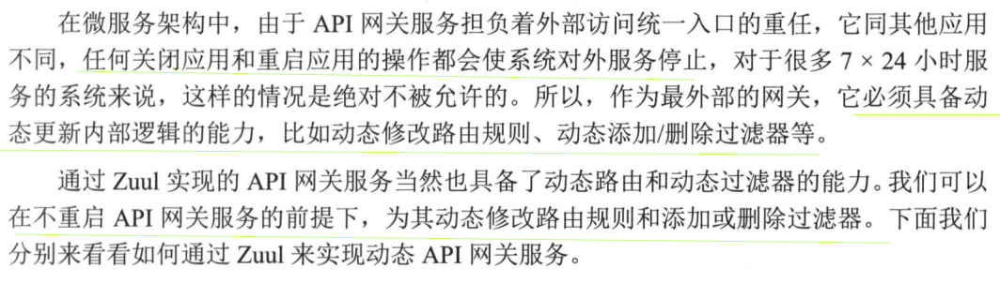 在微服务架构中，由于 API 网关服务担负着外部访问统一入口的重任，它同其他应用
不同，任何关闭应用和重启应用的操作都会使系统对外服务停止，对于很多 7 × 24 小时服
务的系统来说，这样的情况是绝对不被允许的。所以，作为最外部的网关，它必须具备动
态更新内部逻辑的能力，比如动态修改路由规则、动态添加/删除过滤器等。
通过 Zuul 实现的 API 网关服务当然也具备了动态路由和动态过滤器的能力。我们可以
在不重启 API 网关服务的前提下，为其动态修改路由规则和添加或删除过滤器。下面我们
分别来看看如何通过 Zuul 来实现动态 API 网关服务。